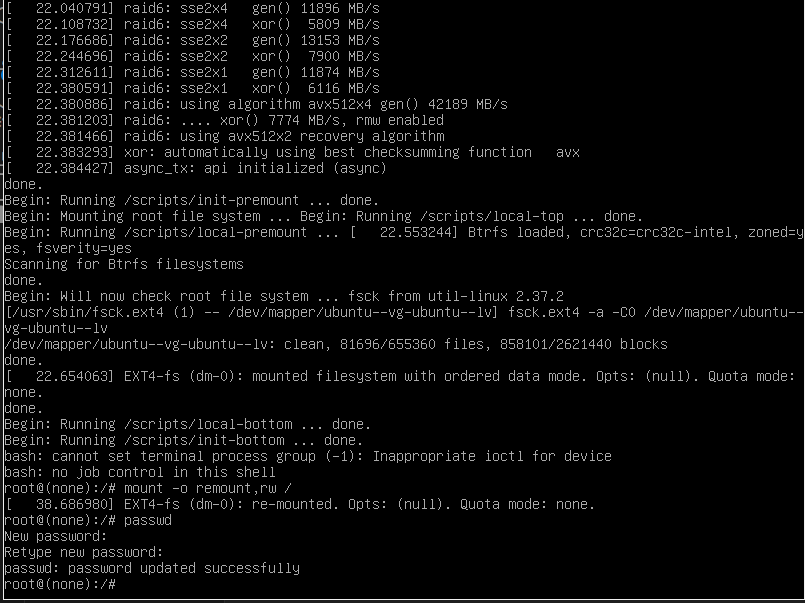 [   22.040791] raid6: sse2x4   gen() 11896 MB/s
[   22.108732] raid6: sse2x4   xor()  5809 MB/s
[   22.176686] raid6: sse2x2   gen() 13153 MB/s
[   22.244696] raid6: sse2x2   xor()  7900 MB/s
[   22.312611] raid6: sse2x1   gen() 11874 MB/s
[   22.380591] raid6: sse2x1   xor()  6116 MB/s
[   22.380886] raid6: using algorithm avx512x4 gen() 42189 MB/s
[   22.381203] raid6: .... xor() 7774 MB/s, rmw enabled
[   22.381466] raid6: using avx512x2 recovery algorithm
[   22.383293] xor: automatically using best checksumming function   avx
[   22.384427] async_tx: api initialized (async)
done.
Begin: Running /scripts/init-premount ... done.
Begin: Mounting root file system ... Begin: Running /scripts/local-top ... done.
Begin: Running /scripts/local-premount ... [   22.553244] Btrfs loaded, crc32c=crc32c-intel, zoned=y
es, fsverity=yes
Scanning for Btrfs filesystems
done.
Begin: Will now check root file system ... fsck from util-linux 2.37.2
[/usr/sbin/fsck.ext4 (1) -- /dev/mapper/ubuntu--vg-ubuntu--lv] fsck.ext4 -a -C0 /dev/mapper/ubuntu--
vg-ubuntu--lv
/dev/mapper/ubuntu--vg-ubuntu--lv: clean, 81696/655360 files, 858101/2621440 blocks
done.
[   22.654063] EXT4-fs (dm-0): mounted filesystem with ordered data mode. Opts: (null). Quota mode:
none.
done.
Begin: Running /scripts/local-bottom ... done.
Begin: Running /scripts/init-bottom ... done.
bash: cannot set terminal process group (-1): Inappropriate ioctl for device
bash: no job control in this shell
root@(none):/# mount -o remount,rw /
[   38.686980] EXT4-fs (dm-0): re-mounted. Opts: (null). Quota mode: none.
root@(none):/# passwd
New password:
Retype new password:
passwd: password updated successfully
root@(none):/#